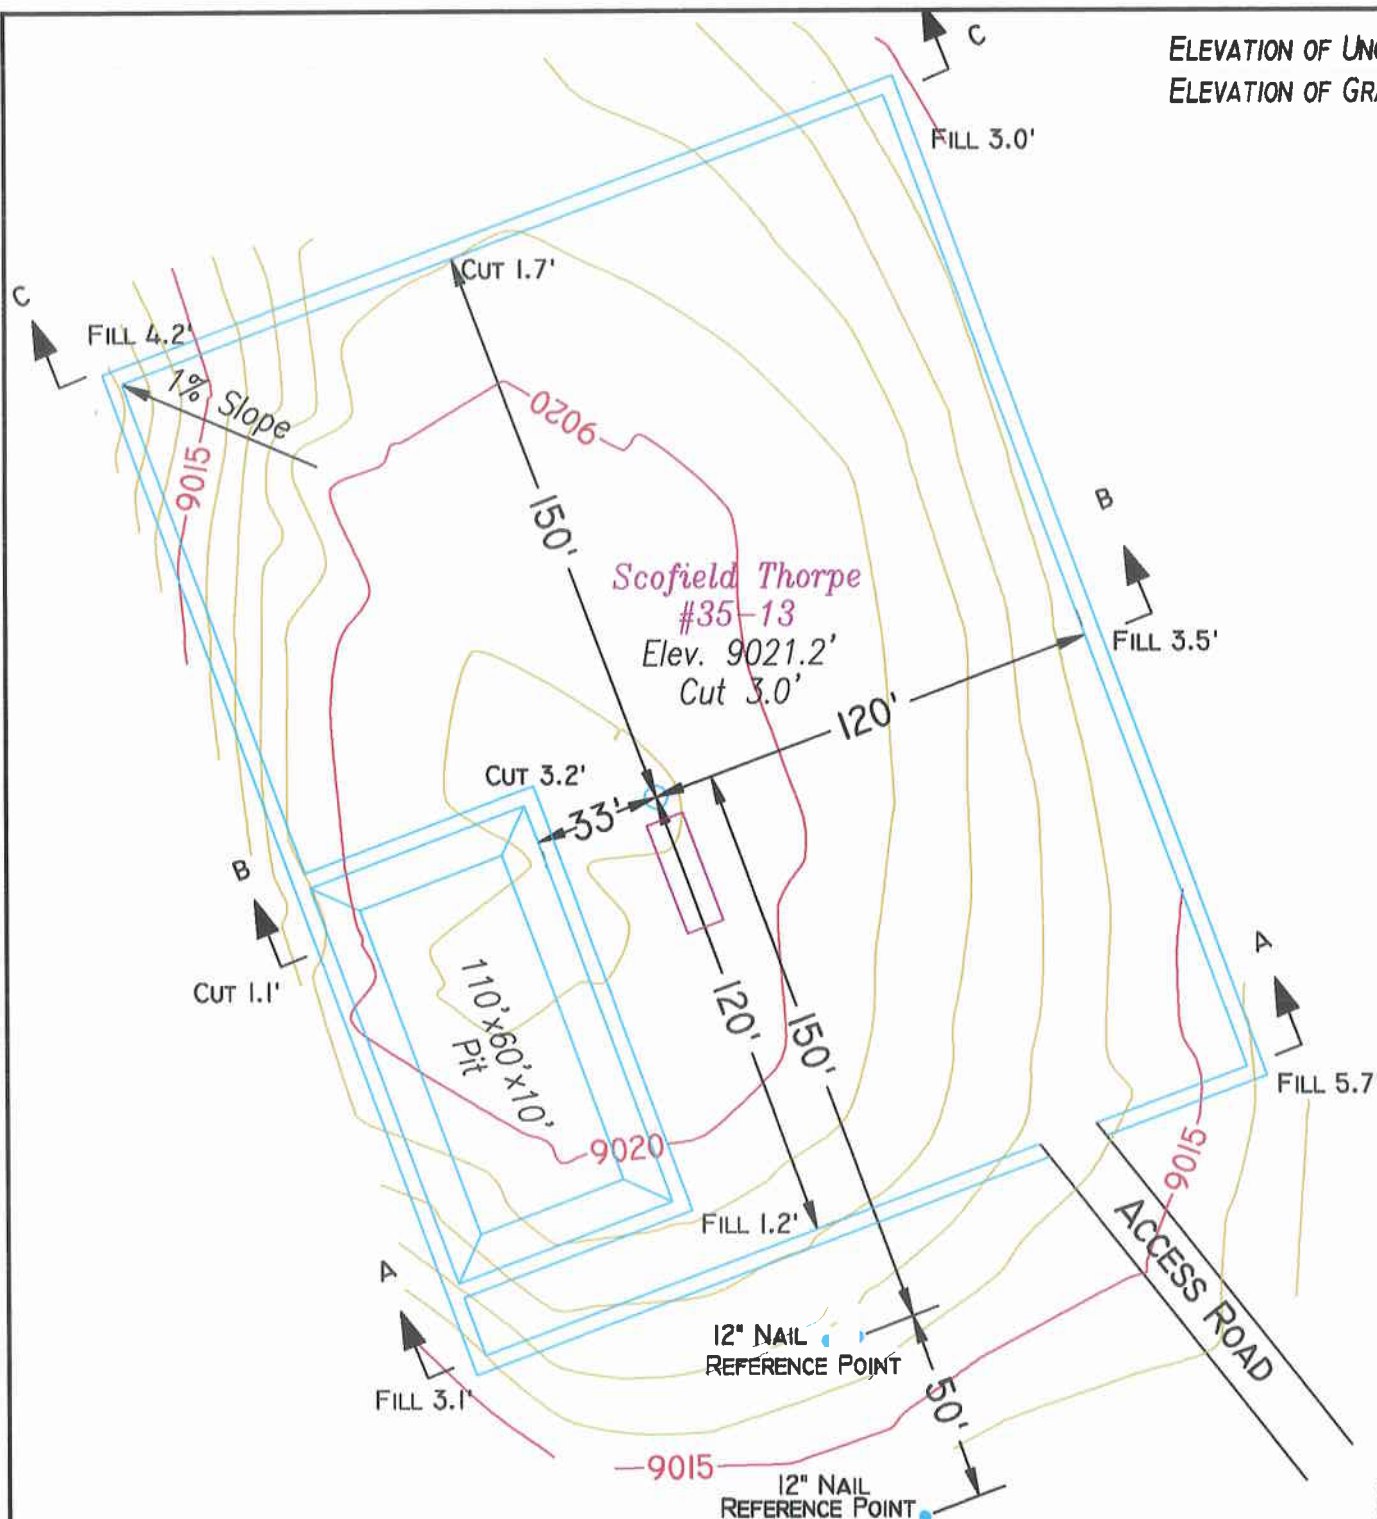 ELEVATION OF
ELEVATION OF
C
FILL 3.0'
CUT 1.7'
C
FILL 4.2'
1% Slope
9020
9015
150'
B
Scofield Thorpe
#35-13
Elev. 9021.2'
Cut 3.0'
FILL 3.5'
120'
CUT 3.2'
33'
B
A
CUT 1.1'
110'x60'x10'
Pit
120'
150'
FILL 5.7
9020
9015
FILL 1.2'
ACCESS ROAD
A
12" NAIL
REFERENCE POINT
FILL 3.1'
50'
9015
12" NAIL
REFERENCE POINT